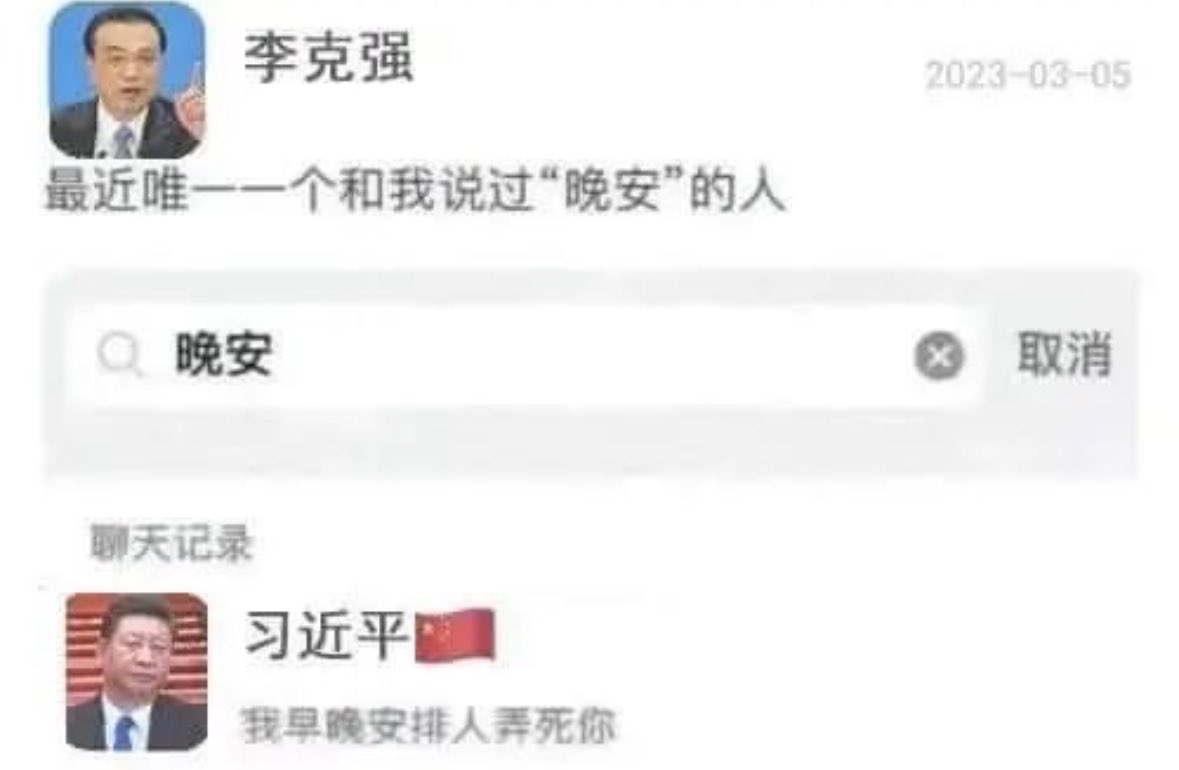 李克强
2023-03-05
最近唯一一个和我说过“晚安”的人
晚安
取消
聊天记录
习近平🇨🇳
我早晚安排人弄死你